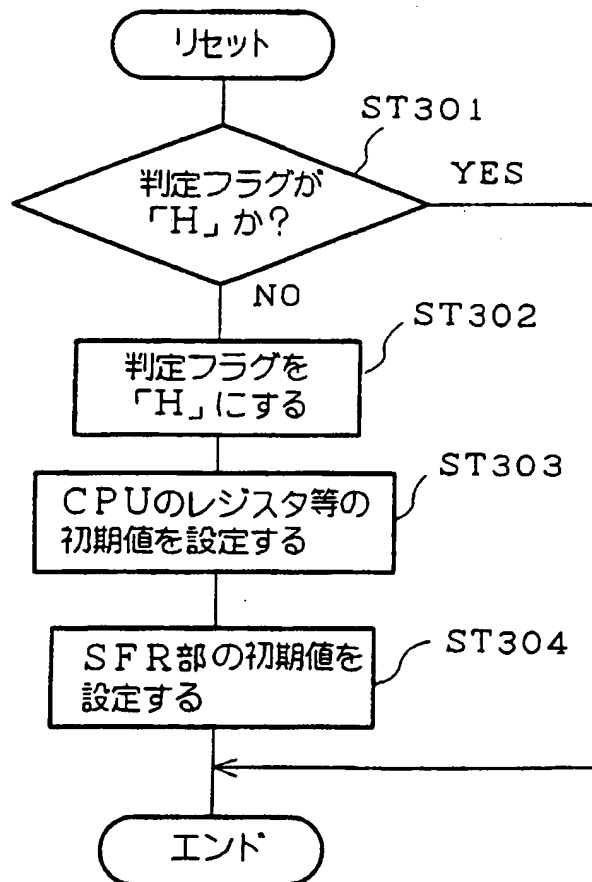 リセット
ST301
判定フラグが
「H」か?
YES
NO
ST302
判定フラグを
「H」にする
ST303
CPUのレジスタ等の
初期値を設定する
ST304
SFR部の初期値を
設定する
エンド